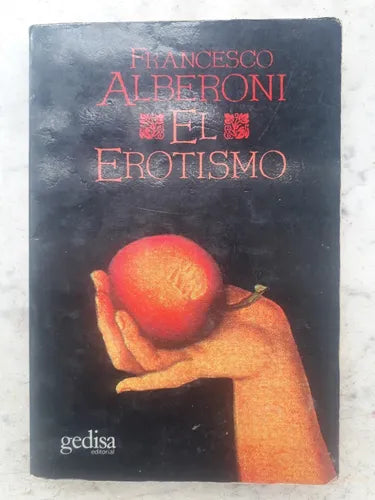 FRANCESCO
ALBERONI
EL
EROTISMO
gedisa
editorial